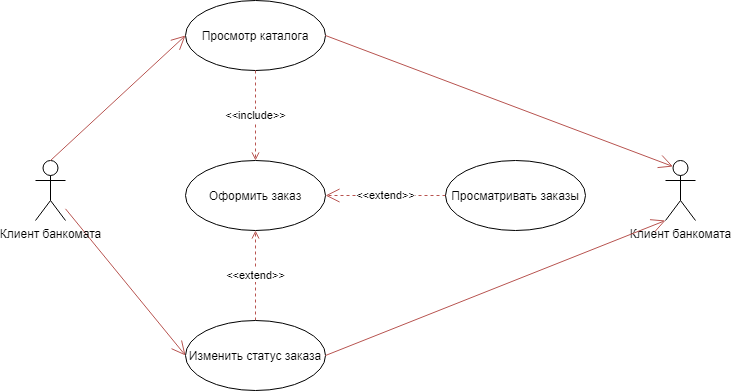 Просмотр каталога
<<include>>
Оформить заказ
<<extend>>
Просматривать заказы
Клиент банкомата
Клиент банкомата
<<extend>>
Изменить статус заказа